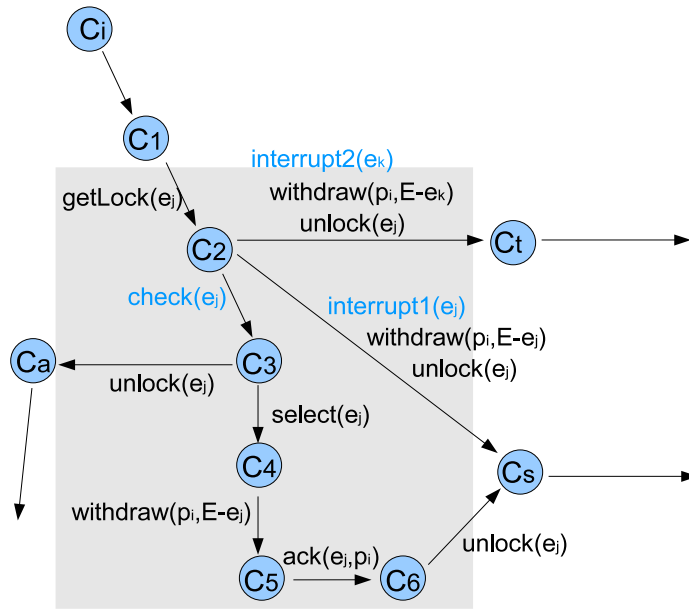 Ci
C1
interrupt2(ek)
getLock(ej)
withdraw(pi,E-ek)
unlock(ej)
C2
Ct
check(ej)
interrupt1(ej)
withdraw(pi,E-ej)
unlock(ej)
Ca
C3
unlock(ej)
select(ej)
C4
Cs
withdraw(pi,E-ej)
ack(ej,pi)
unlock(ej)
C5
C6